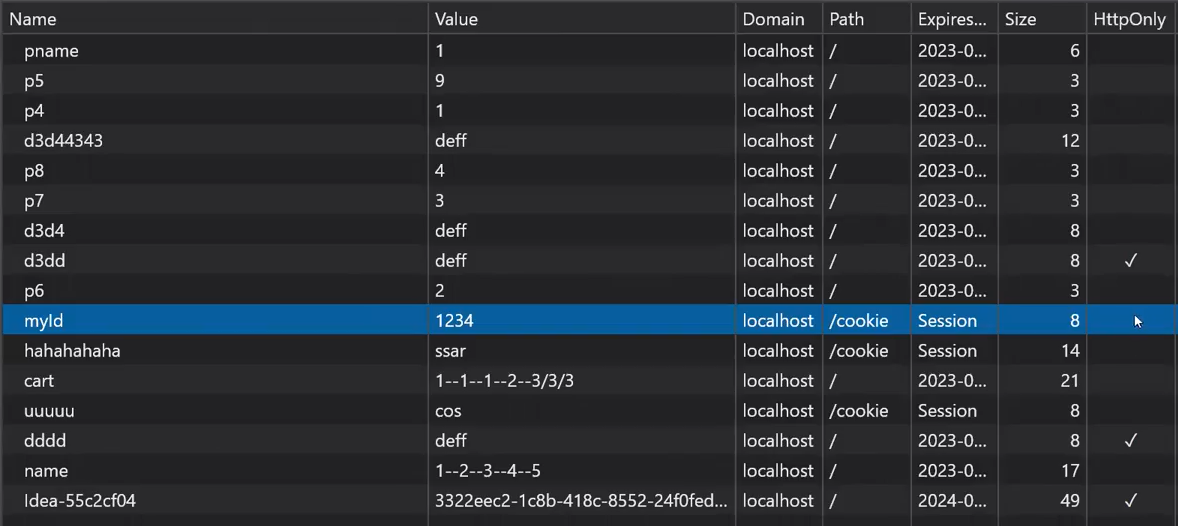 Name Value Domain Path Expires... Size HttpOnly
pname 1 localhost / 2023-0... 6
p5 9 localhost / 2023-0... 3
p4 1 localhost / 2023-0... 3
d3d44343 deff localhost / 2023-0... 12
p8 4 localhost / 2023-0... 3
p7 3 localhost / 2023-0... 3
d3d4 deff localhost / 2023-0... 8
d3dd deff localhost / 2023-0... 8 ✓
p6 2 localhost / 2023-0... 3
myId 1234 localhost /cookie Session 8
hahahahaha ssar localhost /cookie Session 14
cart 1--1--1--2--3/3/3 localhost / 2023-0... 21
uuuuu cos localhost /cookie Session 8
dddd deff localhost / 2023-0... 8 ✓
name 1--2--3--4--5 localhost / 2023-0... 17
Idea-55c2cf04 3322eec2-1c8b-418c-8552-24f0fed... localhost / 2024-0... 49 ✓